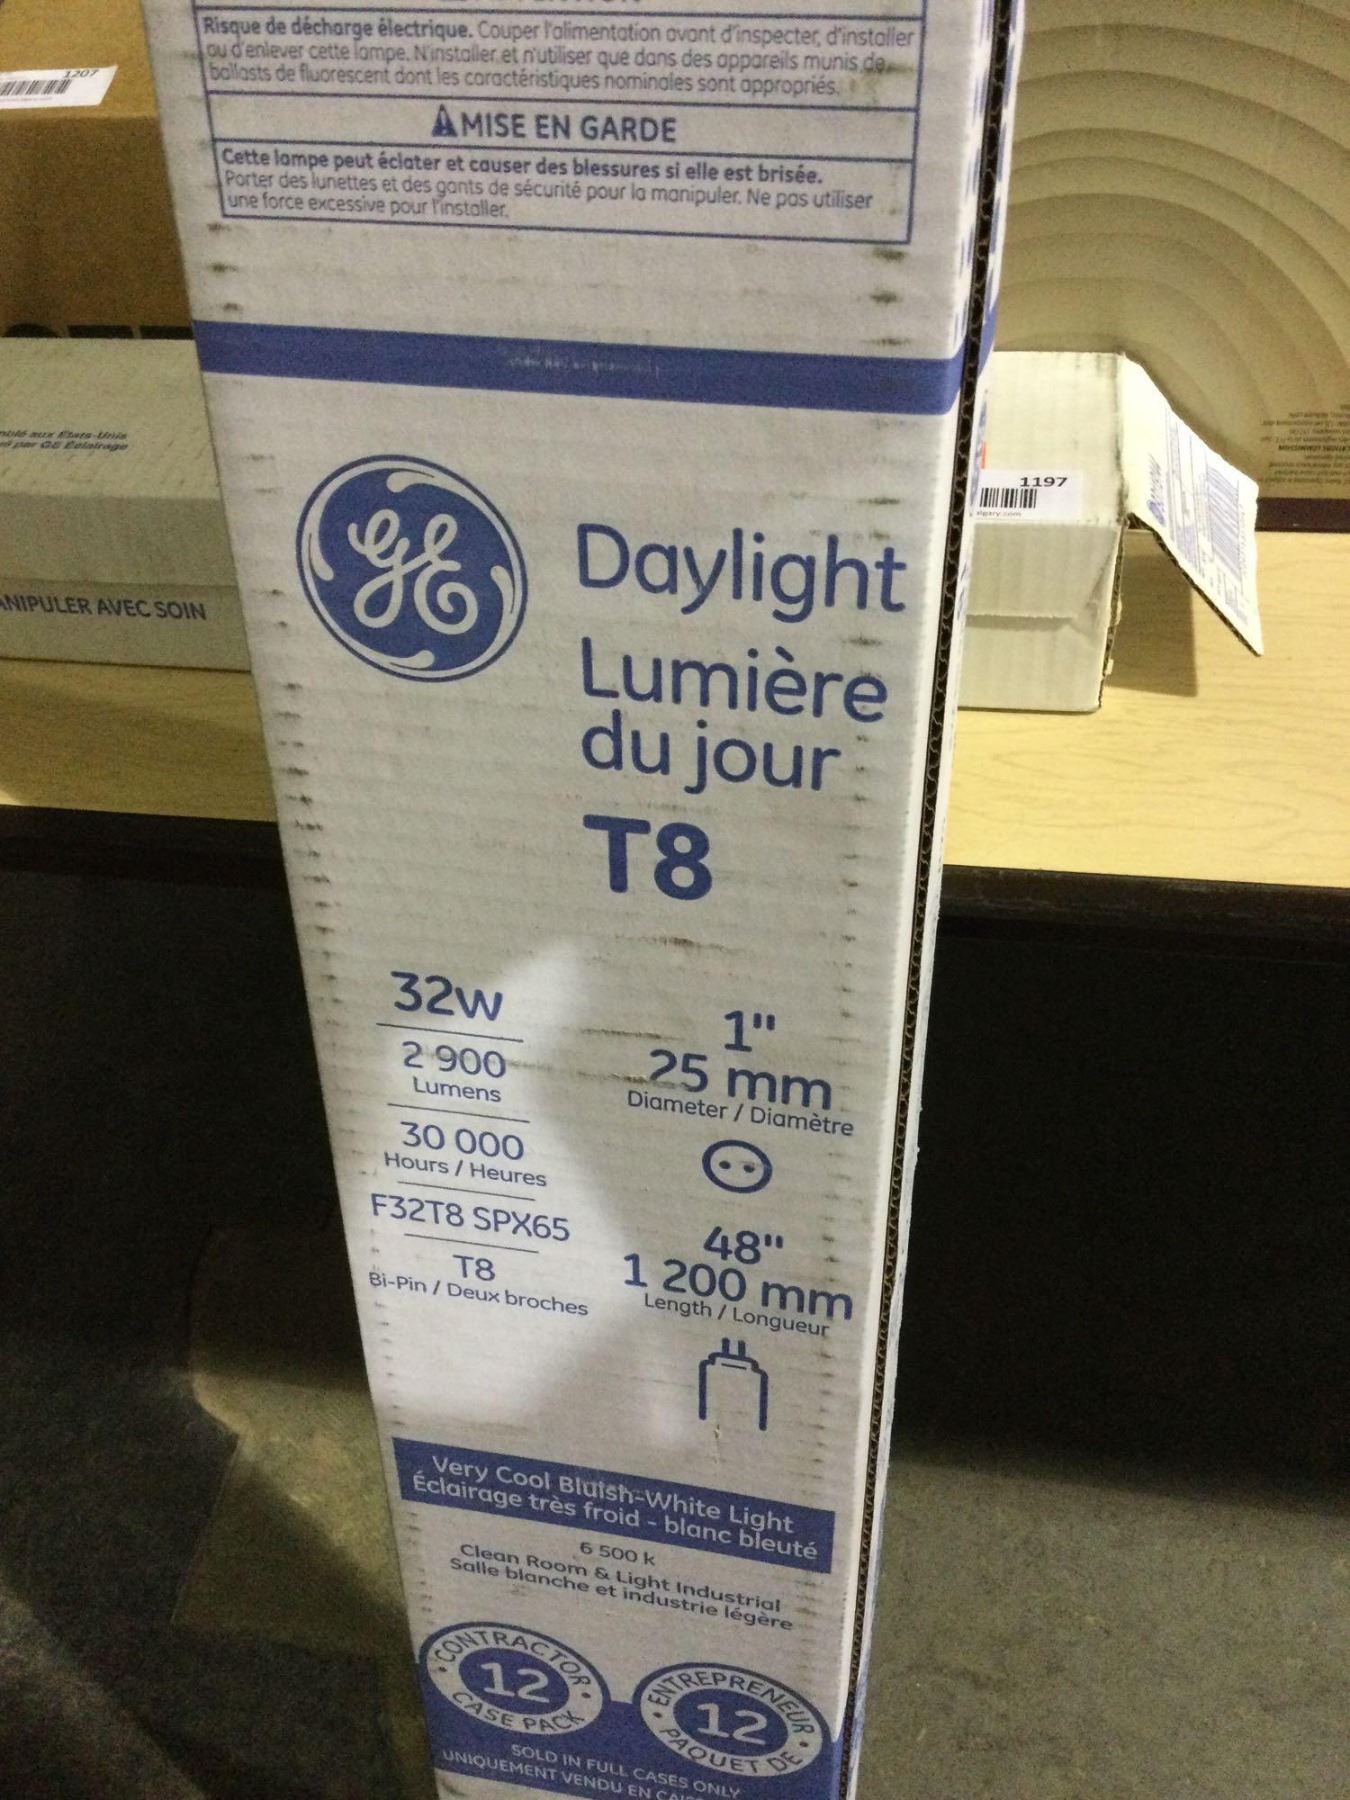 Risque de décharge électrique. Couper l'alimentation avant d'inspecter, d'installer
ou d'enlever cette lampe. N'installer et n'utiliser que dans des appareils munis de
ballasts de fluorescent dont les caractéristiques nominales sont appropriés.
MISE EN GARDE
Cette lampe peut éclater et causer des blessures si elle est brisée.
Porter des lunettes et des gants de sécurité pour la manipuler. Ne pas utiliser
une force excessive pour l'installer.
1207
par GE Éclairage
AVEC SOIN
1197
GE
Daylight
Lumière
du jour
T8
32w
2 900
Lumens
30 000
Hours / Heures
F32T8 SPX65
T8
Bi-Pin / Deux broches
1"
25 mm
Diameter / Diamètre
48"
1 200 mm
Length / Longueur
Very Cool Bluish-White Light
Éclairage très froid - blanc bleuté
6 500 k
Clean Room & Light Industrial
Salle blanche et industrie légère
CONTRACTOR
12
CASE PACK
ENTREPRENEUR
12
PAQUET DE
SOLD IN FULL CASES ONLY
UNIQUEMENT VENDU EN